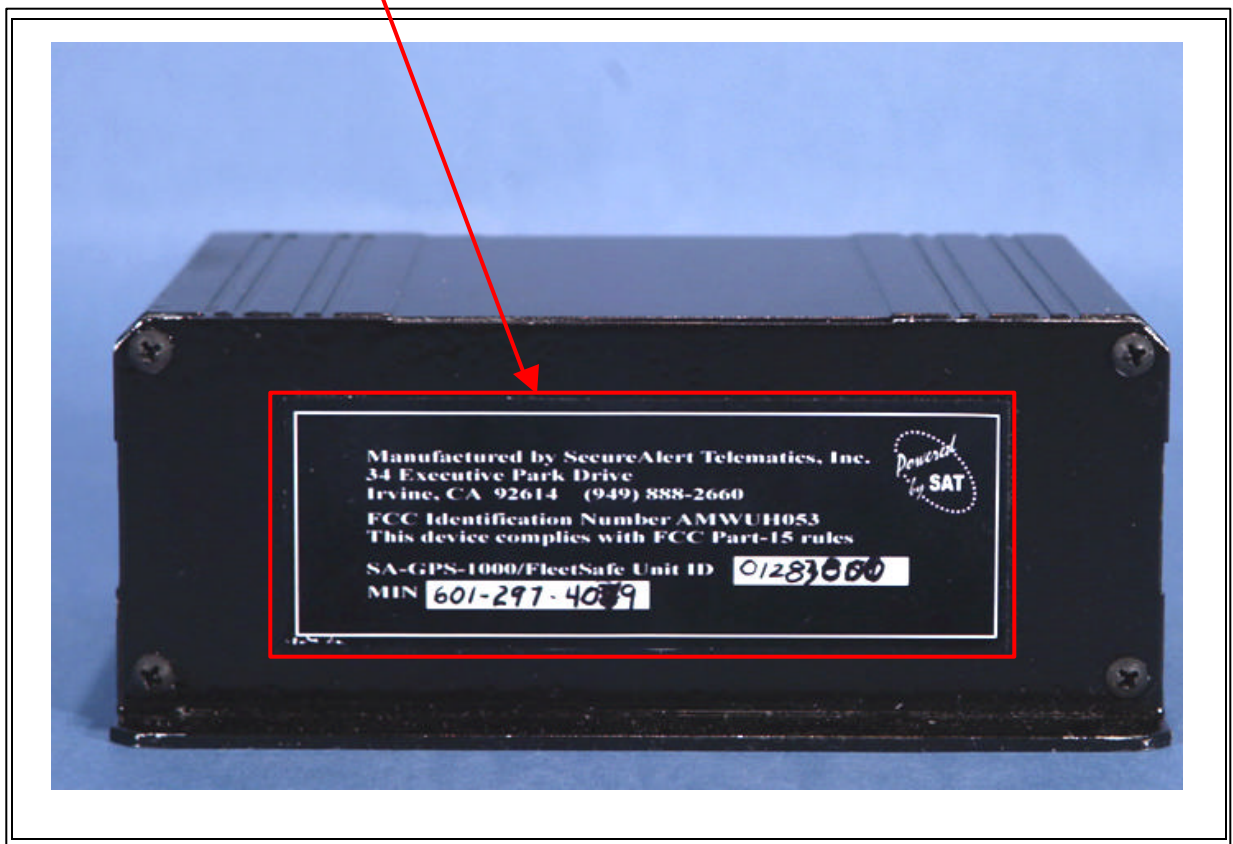 Manufactured by SecureAlert Telematics, Inc.
34 Executive Park Drive
Irvine, CA 92614 (949) 888-2660
FCC Identification Number AMWUH053
This device complies with FCC Part-15 rules
SA-GPS-1000/FleetSafe Unit ID
MIN
Powered
by SAT